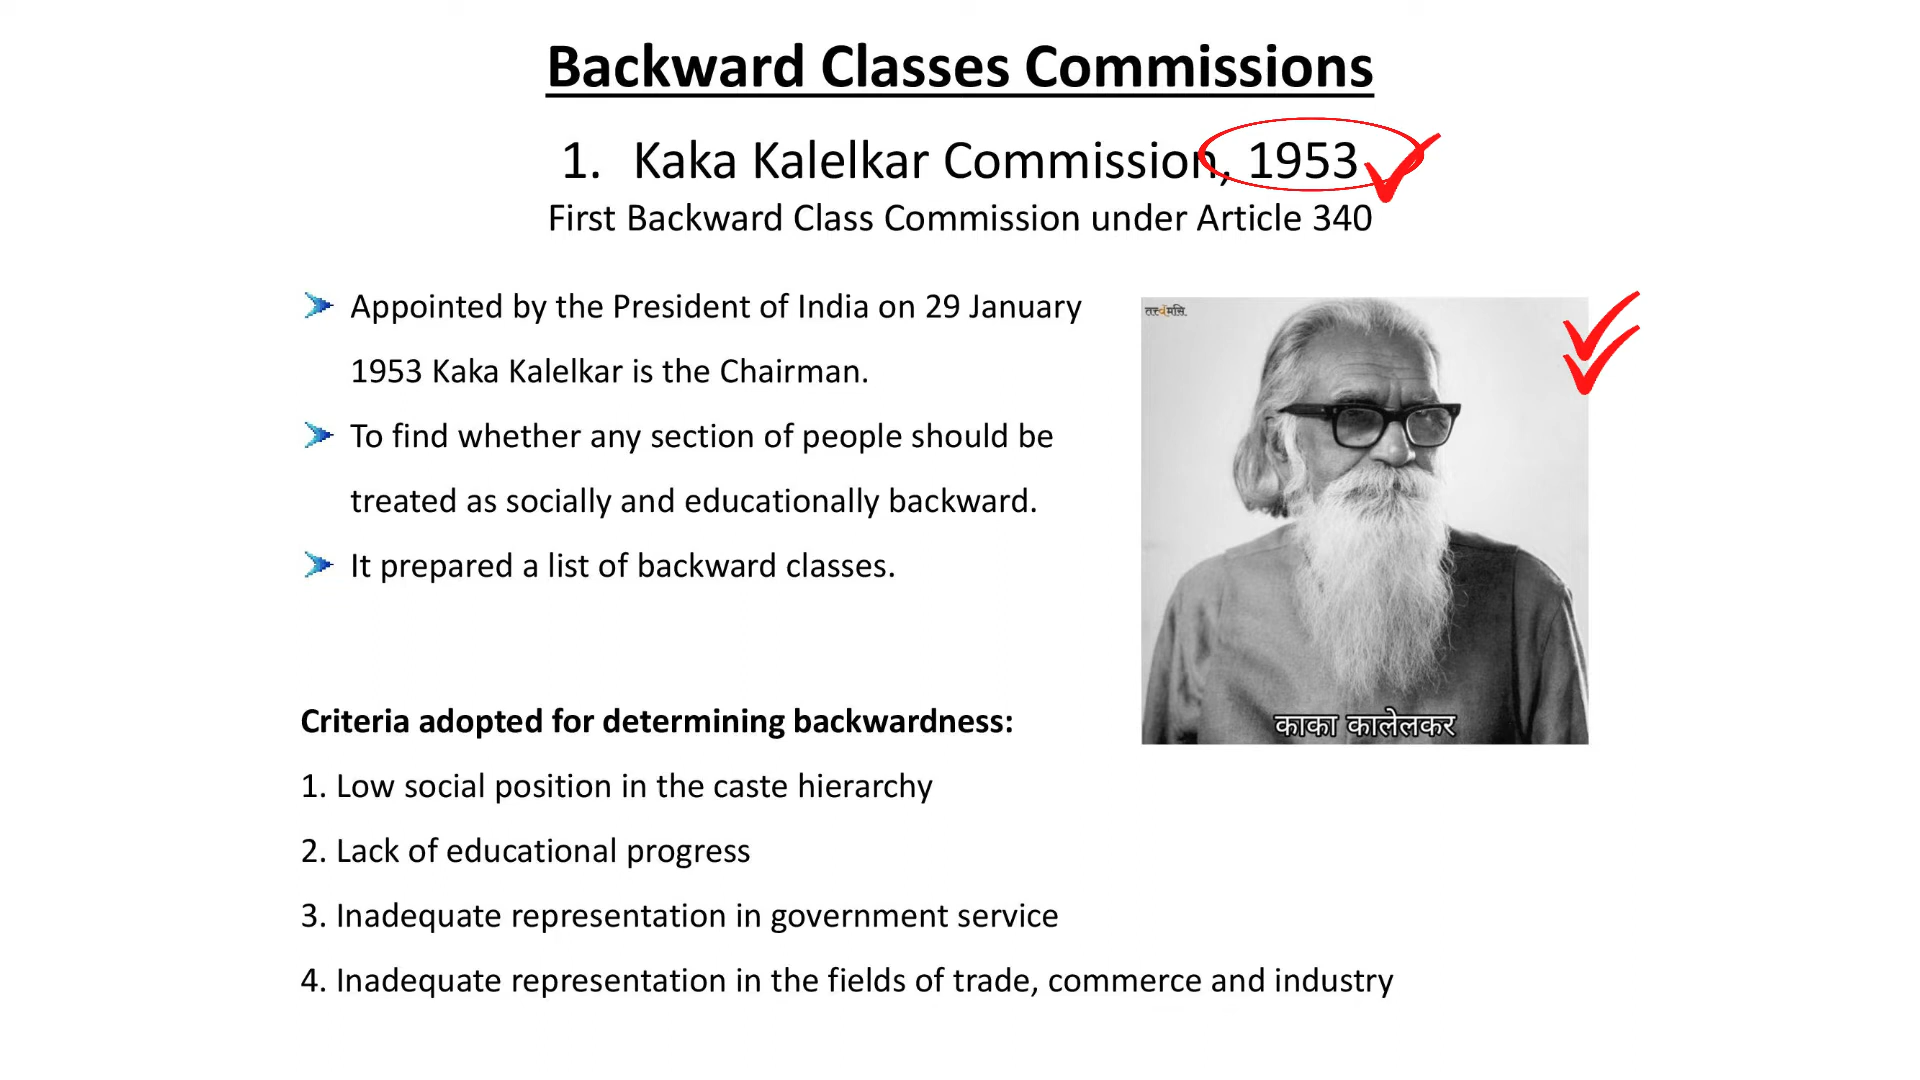 Backward Classes Commissions
1. Kaka Kalelkar Commission, 1953
First Backward Class Commission under Article 340
Appointed by the President of India on 29 January
1953 Kaka Kalelkar is the Chairman.
To find whether any section of people should be
treated as socially and educationally backward.
It prepared a list of backward classes.
तत्त्वमसि
काका कालेलकर
Criteria adopted for determining backwardness:
1. Low social position in the caste hierarchy
2. Lack of educational progress
3. Inadequate representation in government service
4. Inadequate representation in the fields of trade, commerce and industry